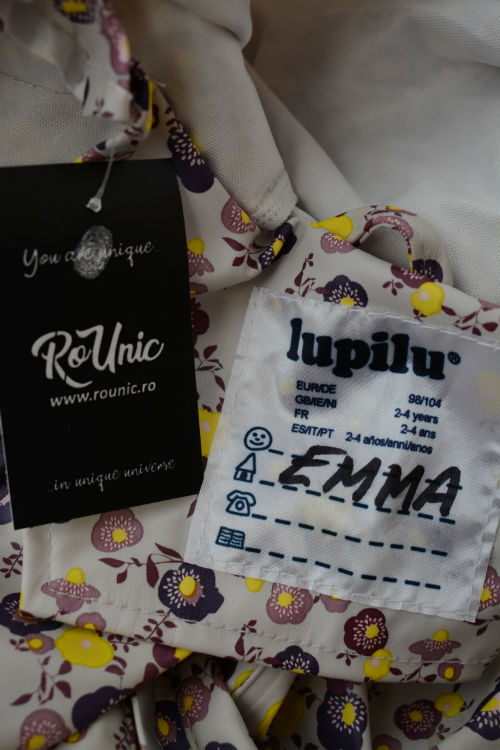 You are unique...
RoUnic
www.rounic.ro
...in unique universe
lupilu®
EUR/DE 98/104
GB/IE/NI 2-4 years
FR 2-4 ans
ES/IT/PT 2-4 años/anni/anos
EMMA